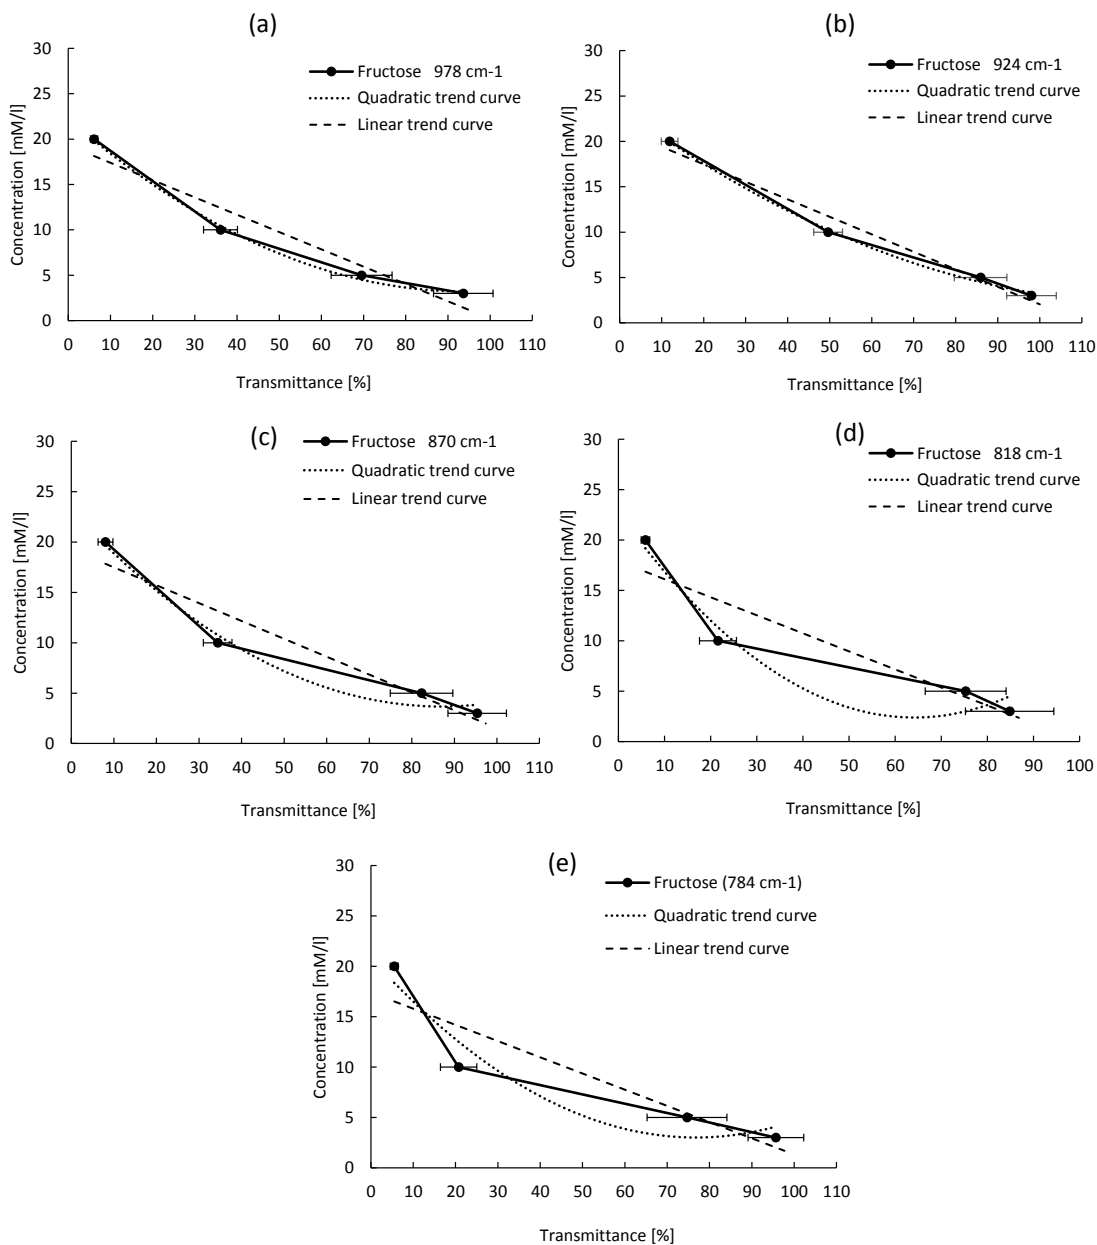 (a)
Concentration [mM/l]
30
25
20
15
10
5
0
Fructose 978 cm-1
Quadratic trend curve
Linear trend curve
0 10 20 30 40 50 60 70 80 90 100 110
Transmittance [%]
(b)
Concentration [mM/l]
30
25
20
15
10
5
0
Fructose 924 cm-1
Quadratic trend curve
Linear trend curve
0 10 20 30 40 50 60 70 80 90 100 110
Transmittance [%]
(c)
Concentration [mM/l]
30
25
20
15
10
5
0
Fructose 870 cm-1
Quadratic trend curve
Linear trend curve
0 10 20 30 40 50 60 70 80 90 100 110
Transmittance [%]
(d)
Concentration [mM/l]
30
25
20
15
10
5
0
Fructose 818 cm-1
Quadratic trend curve
Linear trend curve
0 10 20 30 40 50 60 70 80 90 100
Transmittance [%]
(e)
Concentration [mM/l]
30
25
20
15
10
5
0
Fructose (784 cm-1)
Quadratic trend curve
Linear trend curve
0 10 20 30 40 50 60 70 80 90 100 110
Transmittance [%]